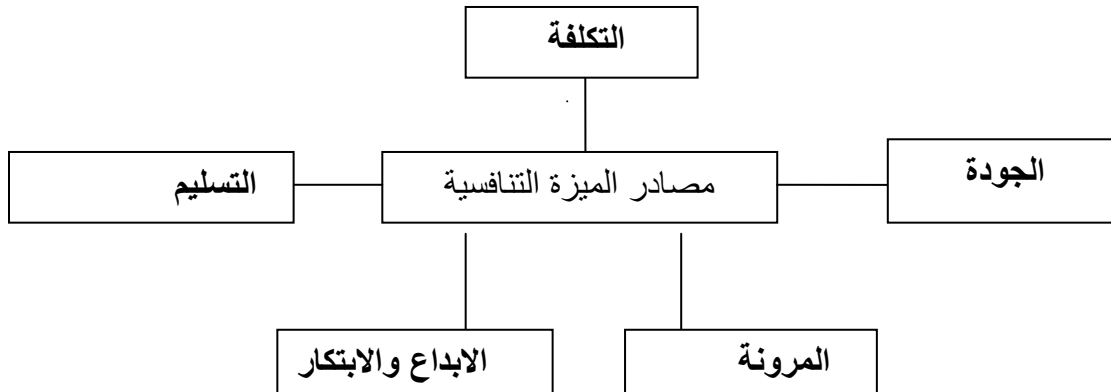 التكلفة
الجودة
مصادر الميزة التنافسية
التسليم
المرونة
الابداع والابتكار